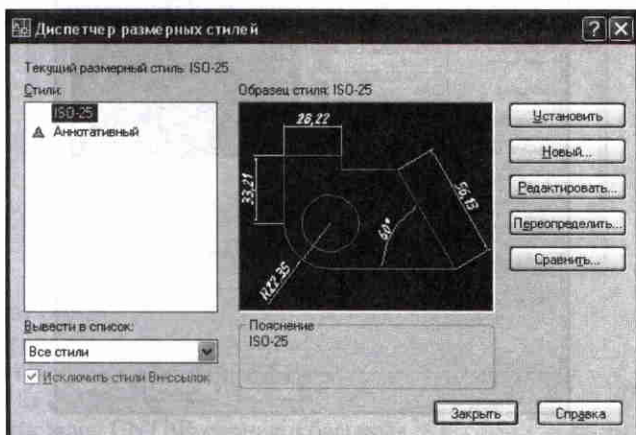 Диспетчер размерных стилей
Текущий размерный стиль: ISO-25
Стили:
ISO-25
Аннотативный
Образец стиля: ISO-25
28,22
33,21
56,13
60°
R22,35
Установить
Новый...
Редактировать...
Переопределить...
Сравнить...
Вывести в список:
Все стили
Исключить стили Вн-ссылок
Пояснение
ISO-25
Закрыть
Справка